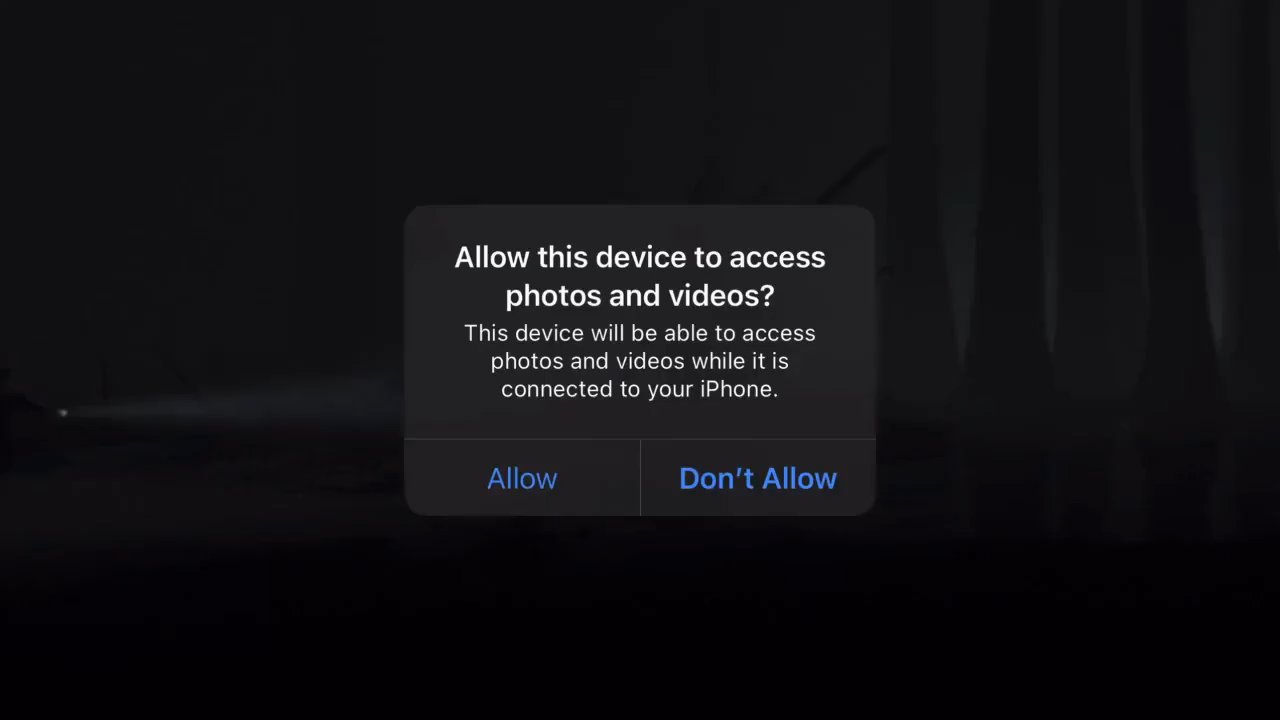 Allow this device to access
photos and videos?
This device will be able to access
photos and videos while it is
connected to your iPhone.
Allow
Don’t Allow